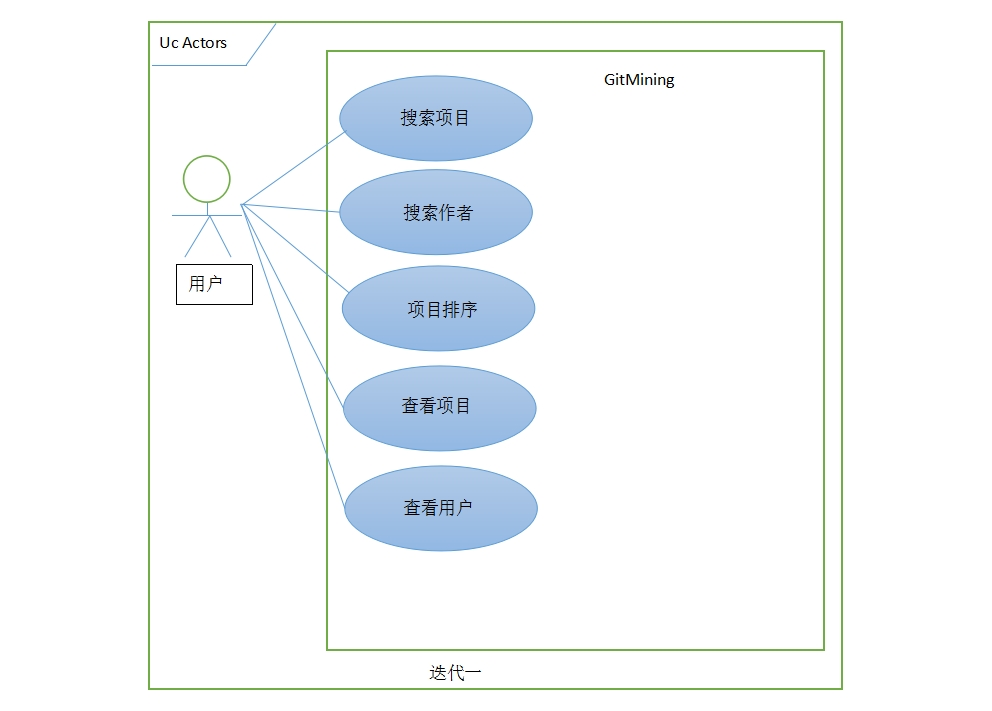 Uc Actors
GitMining
搜索项目
搜索作者
用户
项目排序
查看项目
查看用户
迭代一